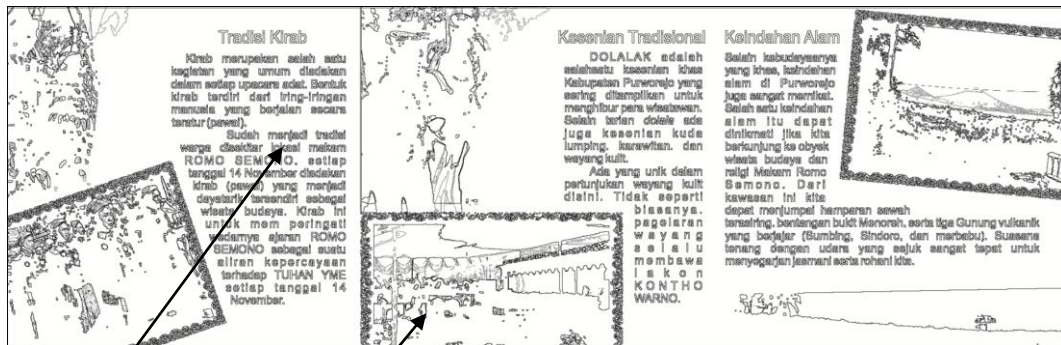 Tradisi Kirab
Kirab merupakan salah satu
kegiatan yang umum diadakan
dalam setiap upacara adat. Bentuk
kirab terdiri dari iring-iringan
manusia yang berjalan secara
teratur (pawai).
Sudah menjadi tradisi
warga disekitar lokasi makam
ROMO SEMONO. setiap
tanggal 14 November diadakan
kirab (pawai) yang menjadi
dayatarik tersendiri sebagai
wisata budaya. Kirab ini
untuk mem peringati
wedarnya ajaran ROMO
SEMONO sebagai suatu
aliran kepercayaan
terhadap TUHAN YME
setiap tanggal 14
November.
Kesenian Tradisional
DOLALAK adalah
salahsatu kesenian khas
Kabupaten Purworejo yang
sering ditampilkan untuk
menghibur para wisatawan.
Selain tarian dolalak ada
juga kesenian kuda
lumping. karawitan. dan
wayang kulit.
Ada yang unik dalam
pertunjukan wayang kulit
disini. Tidak seperti
biasanya.
pagelaran
wayang
selalu
membawa
lakon
KONTHO
WARNO.
Keindahan Alam
Selain kebudayaanya
yang khas, keindahan
alam di Purworejo
juga sangat memikat.
Salah satu keindahan
alam itu dapat
dinikmati jika kita
berkunjung ke obyek
wisata budaya dan
religi Makam Romo
Semono. Dari
kawasan ini kita
dapat menjumpai hamparan sawah
terasiring. bentangan bukit Menoreh, serta tiga Gunung vulkanik
yang berjajar (Sumbing, Sindoro, dan merbabu). Suasana
tenang dengan udara yang sejuk sangat tepat untuk
menyegarjan jasmani serta rohani kita.